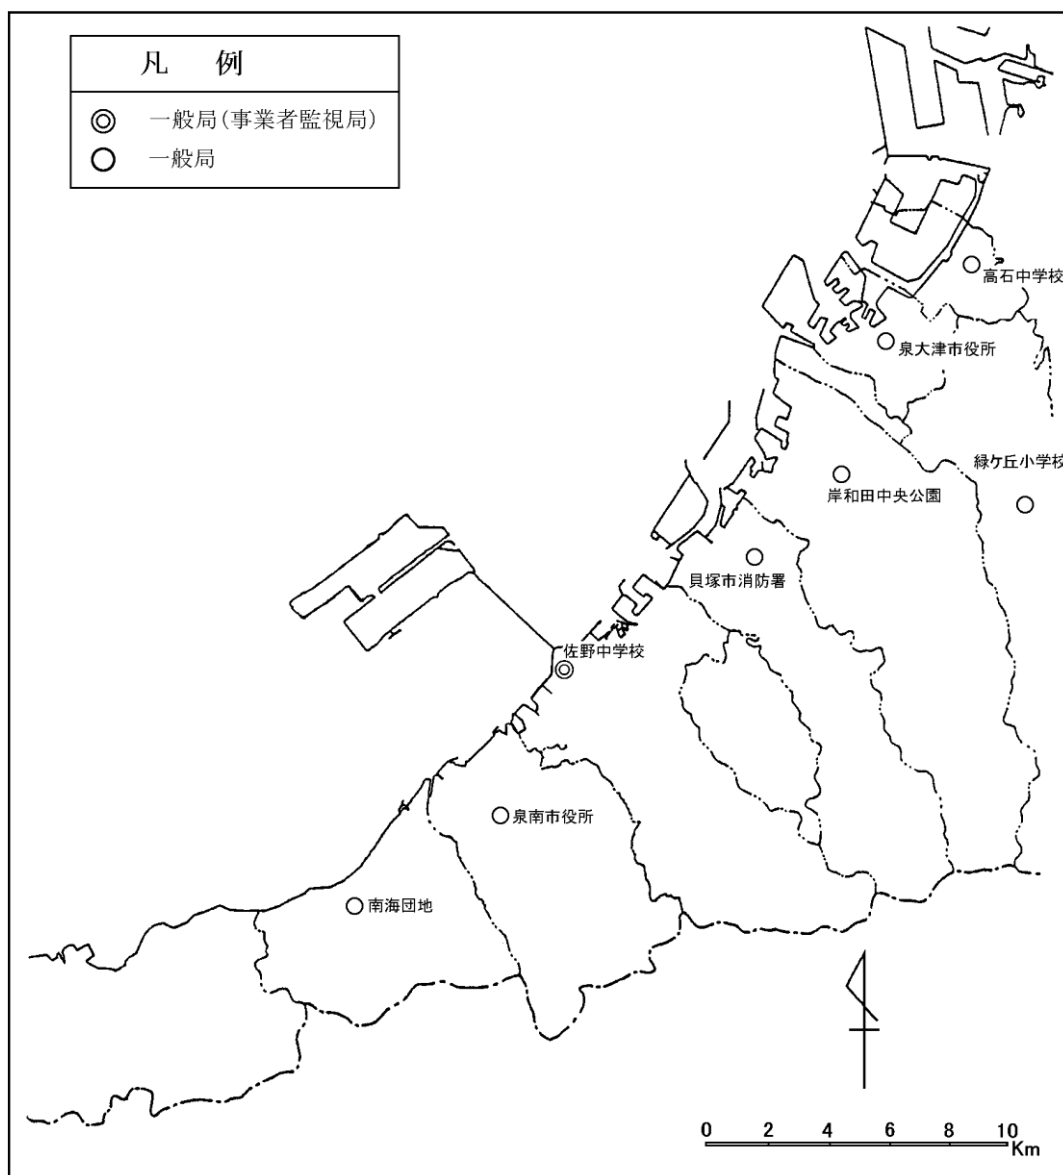 凡 例
一般局(事業者監視局)
一般局
高石中学校
泉大津市役所
緑ケ丘小学校
岸和田中央公園
貝塚市消防署
佐野中学校
泉南市役所
南海団地
0 2 4 6 8 10
Km